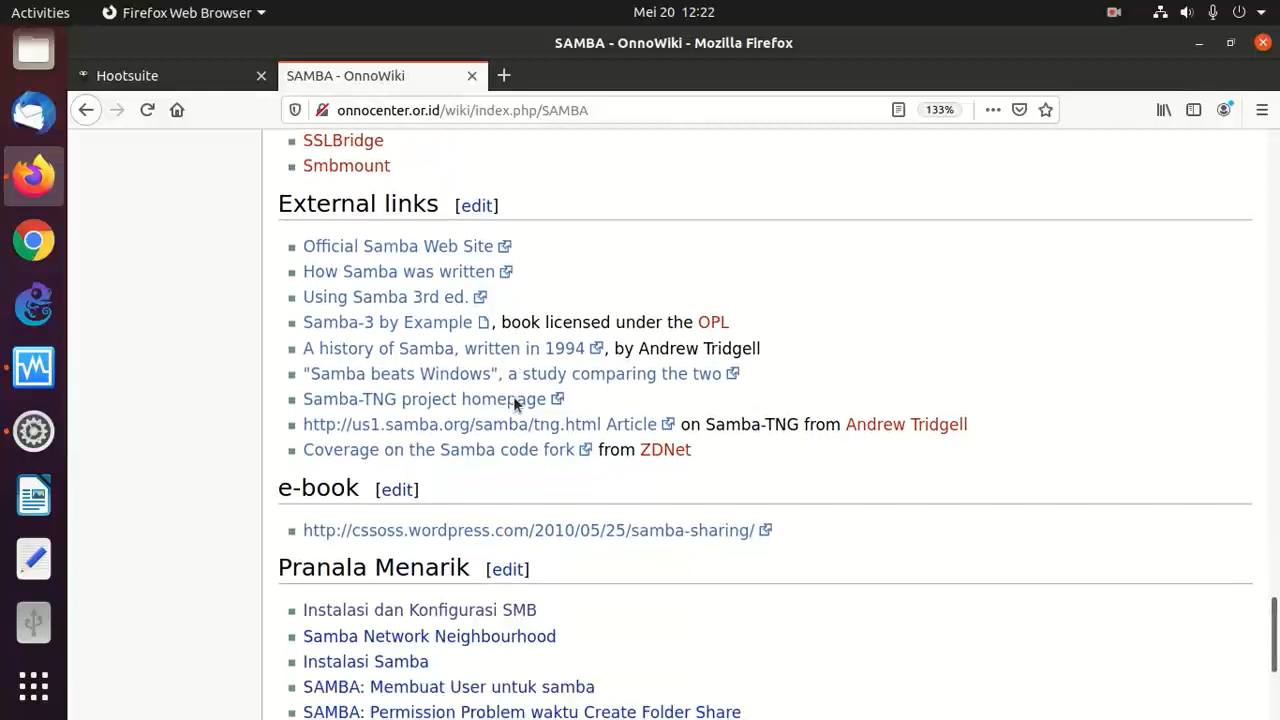 Activities Firefox Web Browser Mei 20 12:22
SAMBA - OnnoWiki - Mozilla Firefox
Hootsuite SAMBA - OnnoWiki
onnocenter.or.id/wiki/index.php/SAMBA 133%
SSLBridge
Smbmount
External links [edit]
Official Samba Web Site
How Samba was written
Using Samba 3rd ed.
Samba-3 by Example , book licensed under the OPL
A history of Samba, written in 1994 , by Andrew Tridgell
"Samba beats Windows", a study comparing the two
Samba-TNG project homepage
http://us1.samba.org/samba/tng.html Article on Samba-TNG from Andrew Tridgell
Coverage on the Samba code fork from ZDNet
e-book [edit]
http://cssoss.wordpress.com/2010/05/25/samba-sharing/
Pranala Menarik [edit]
Instalasi dan Konfigurasi SMB
Samba Network Neighbourhood
Instalasi Samba
SAMBA: Membuat User untuk samba
SAMBA: Permission Problem waktu Create Folder Share